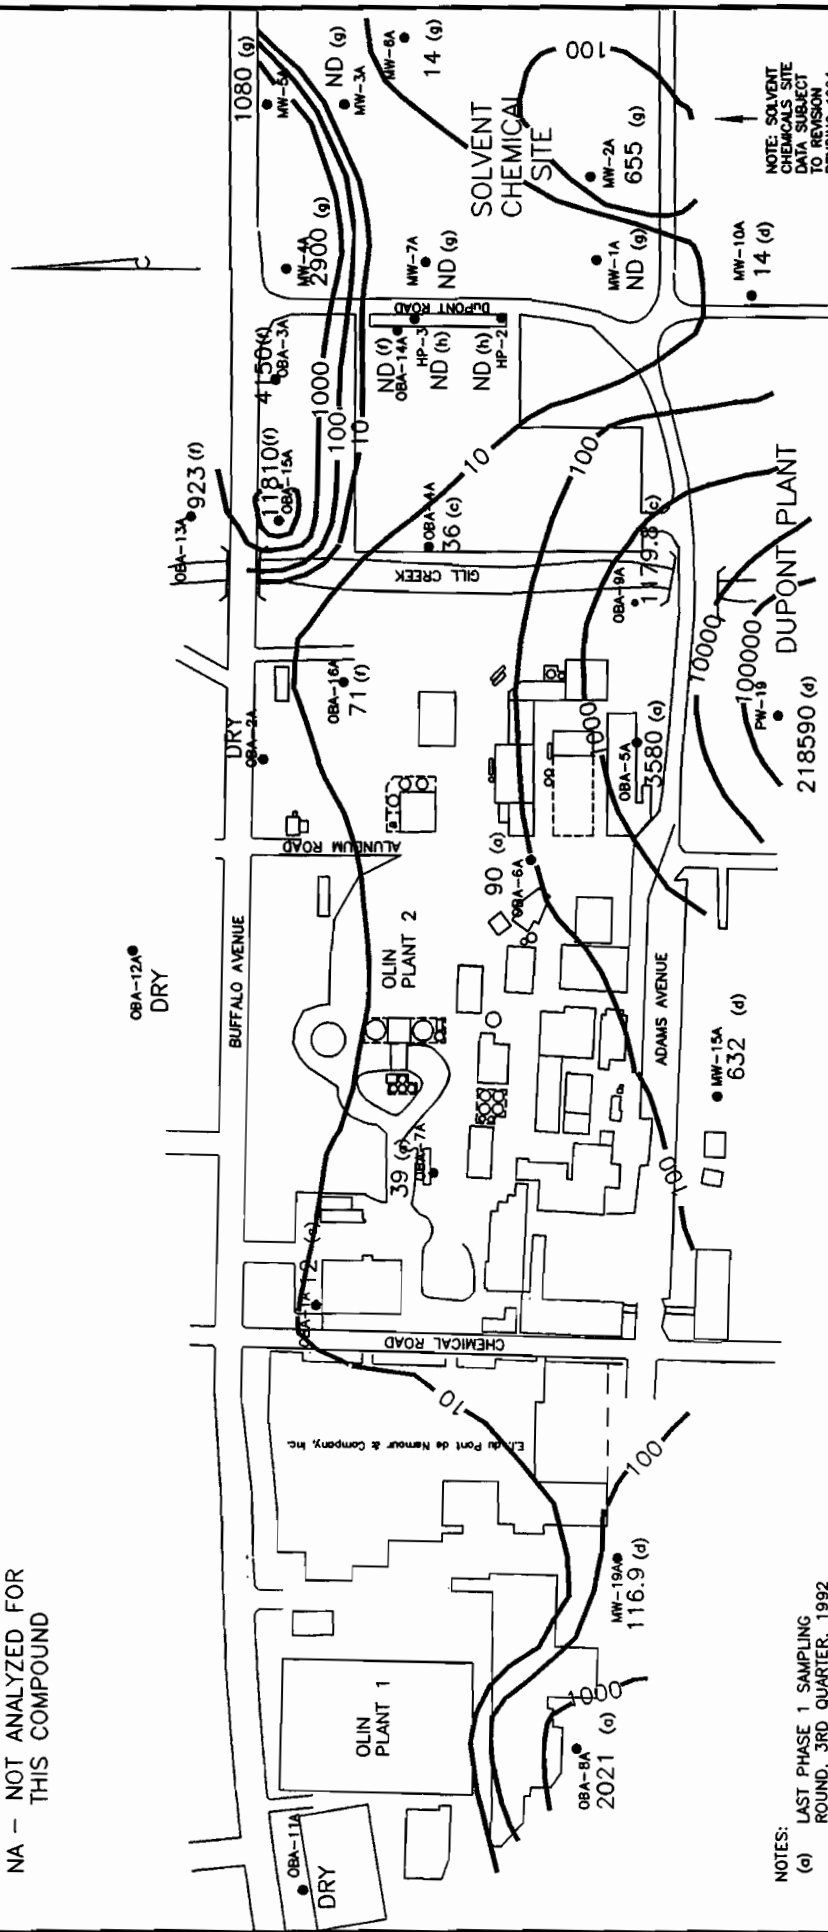 NA – NOT ANALYZED FOR
THIS COMPOUND
OBA-12A
DRY
OBA-13A
923 (f)
1080 (g)
MW-5A
ND (g)
MW-3A
MW-6A
14 (g)
BUFFALO AVENUE
DRY
OBA-2A
11810(f)
OBA-15A
4150(f)
OBA-3A
MW-4A
2900 (g)
1000
100
10
OBA-11A
DRY
OLIN
PLANT 1
OBA-1A
12
OBA-7A
39
OLIN
PLANT 2
ALUNDUM ROAD
OBA-16A
71 (f)
GILL CREEK
OBA-4A
36 (c)
ND (f)
OBA-14A
HP-3
ND (h)
ND (h)
HP-2
DuPONT ROAD
MW-7A
ND (g)
SOLVENT
CHEMICAL
SITE
100
MW-2A
655 (g)
MW-1A
ND (g)
MW-10A
14 (d)
NOTE: SOLVENT
CHEMICALS SITE
DATA SUBJECT
TO REVISION
CHEMICAL ROAD
E.I. du Pont de Namour & Company, Inc.
10
10
100
90 (a)
OBA-6A
1000
OBA-5A
3580 (a)
OBA-9A
1179.8 (c)
10000
100000
PW-19
218590 (d)
DUPONT PLANT
ADAMS AVENUE
MW-15A
632 (d)
100
100
MW-19A
116.9 (d)
1000
OBA-8A
2021 (a)
NOTES:
(a) LAST PHASE 1 SAMPLING
ROUND, 3RD QUARTER, 1992